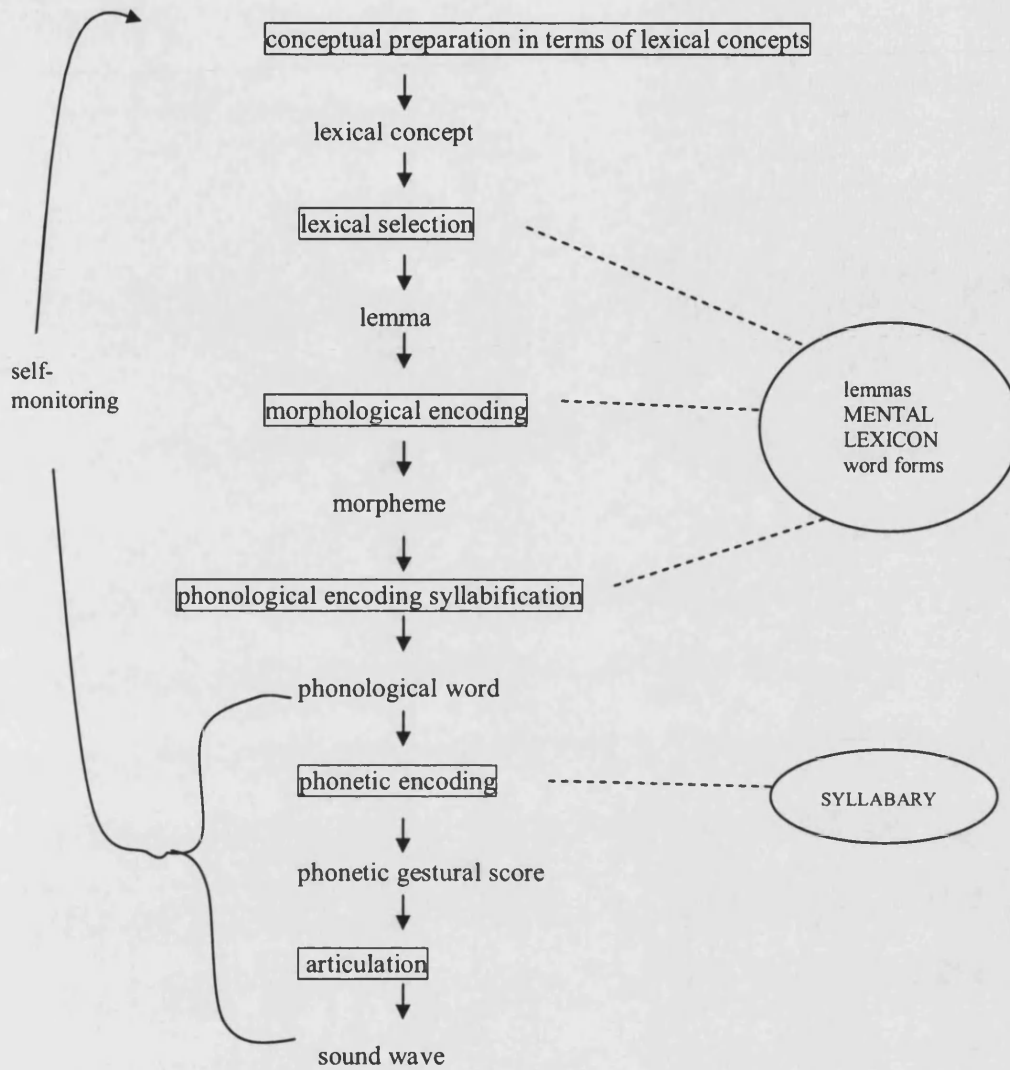 conceptual preparation in terms of lexical concepts
lexical concept
lexical selection
lemma
self-
monitoring
morphological encoding
lemmas
MENTAL
LEXICON
word forms
morpheme
phonological encoding syllabification
phonological word
phonetic encoding
SYLLABARY
phonetic gestural score
articulation
sound wave